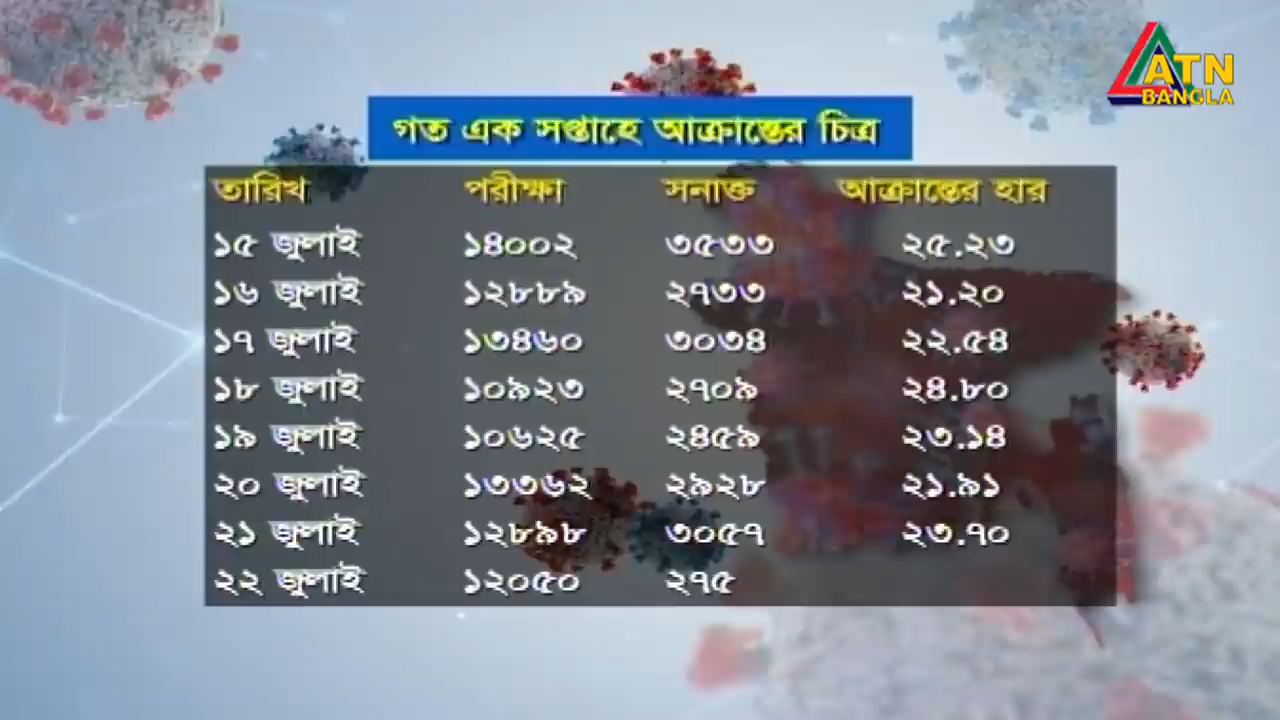 ATN
BANGLA
গত এক সপ্তাহে আক্রান্তের চিত্র
তারিখ পরীক্ষা সনাক্ত আক্রান্তের হার
১৫ জুলাই ১৪০০২ ৩৫৩৩ ২৫.২৩
১৬ জুলাই ১২৮৮৯ ২৭৩৩ ২১.২০
১৭ জুলাই ১৩৪৬০ ৩০৩৪ ২২.৫৪
১৮ জুলাই ১০৯২৩ ২৭০৯ ২৪.৮০
১৯ জুলাই ১০৬২৫ ২৪৫৯ ২৩.১৪
২০ জুলাই ১৩৩৬২ ২৯২৮ ২১.৯১
২১ জুলাই ১২৮৯৮ ৩০৫৭ ২৩.৭০
২২ জুলাই ১২০৫০ ২৭৫